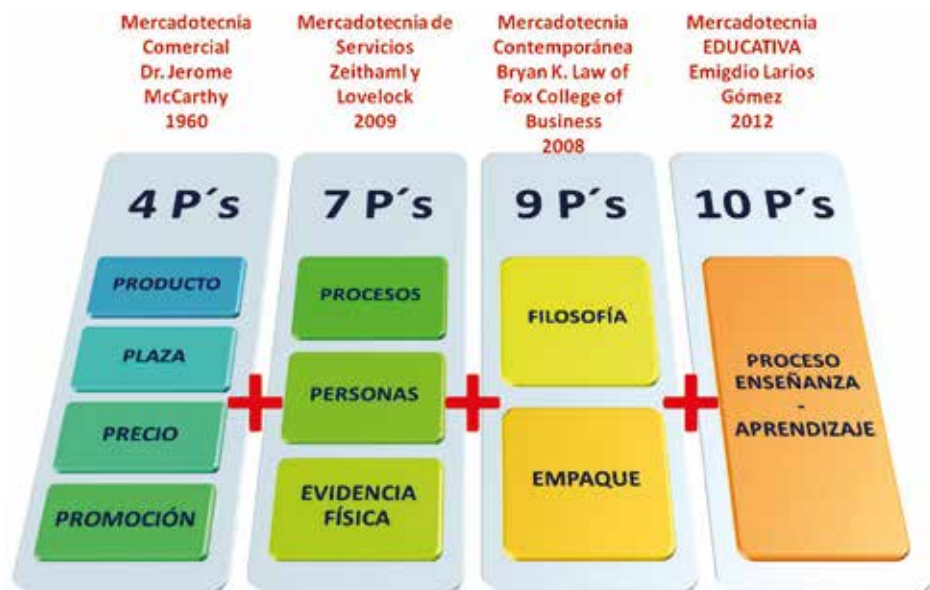 Mercadotecnia
Comercial
Dr. Jerome
McCarthy
1960
Mercadotecnia de
Servicios
Zeithaml y
Lovelock
2009
Mercadotecnia
Contemporánea
Bryan K. Law of
Fox College of
Business
2008
Mercadotecnia
EDUCATIVA
Emigdio Larios
Gómez
2012
4 P´s
PRODUCTO
PLAZA
PRECIO
PROMOCIÓN
+
7 P´s
PROCESOS
PERSONAS
EVIDENCIA
FÍSICA
+
9 P´s
FILOSOFÍA
EMPAQUE
+
10 P´s
PROCESO
ENSEÑANZA
-
APRENDIZAJE